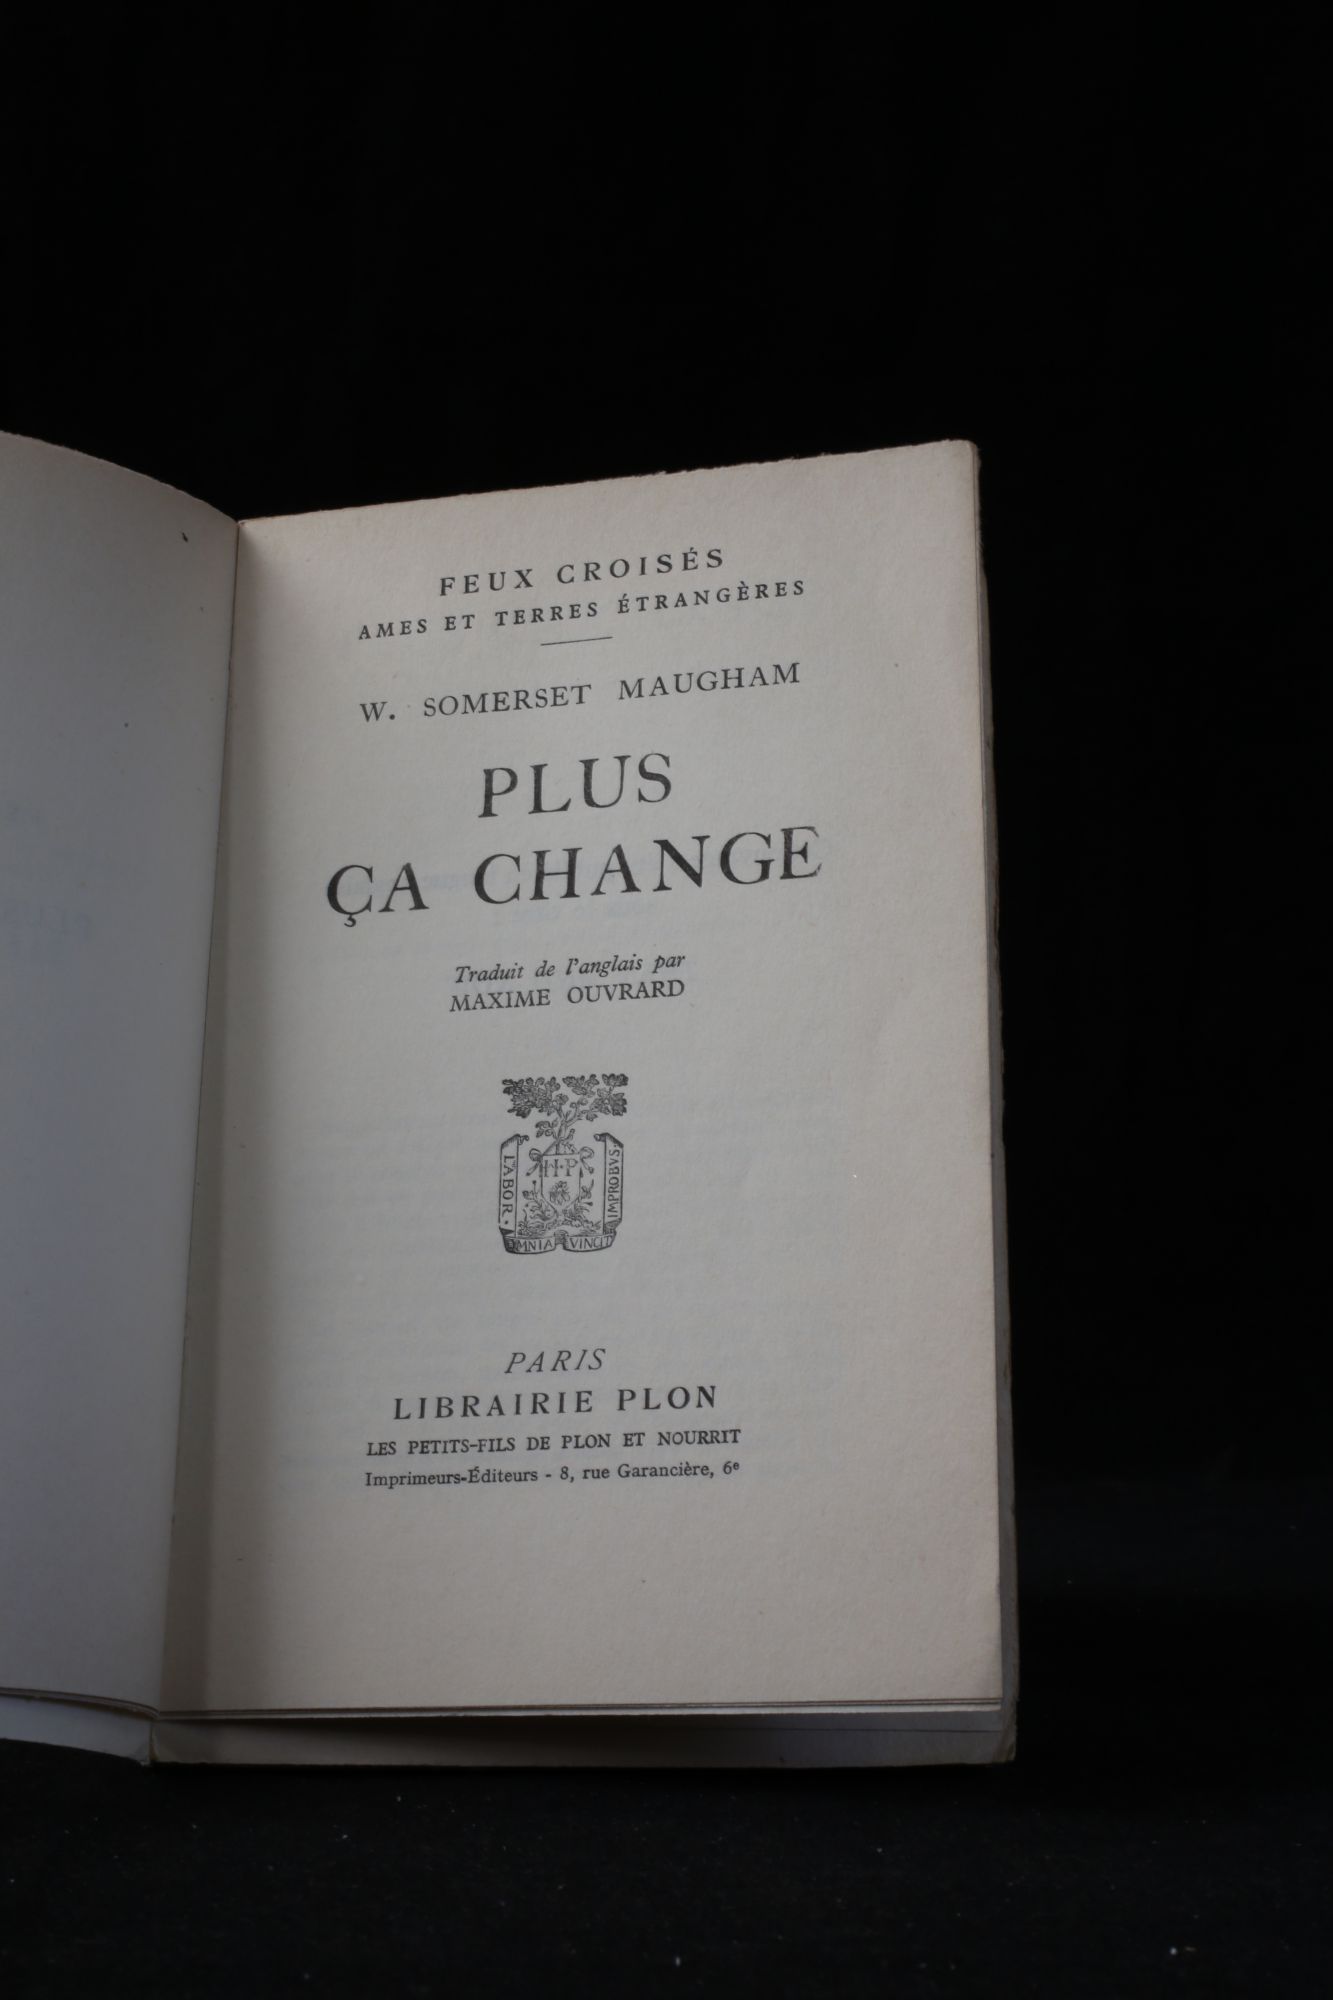 FEUX CROISÉS
AMES ET TERRES ÉTRANGÈRES
W. SOMERSET MAUGHAM
PLUS
ÇA CHANGE
Traduit de l'anglais par
MAXIME OUVRARD
LABOR.
H.P
IMPROBVS.
OMNIA VINCIT
PARIS
LIBRAIRIE PLON
LES PETITS-FILS DE PLON ET NOURRIT
Imprimeurs-Éditeurs - 8, rue Garancière, 6e